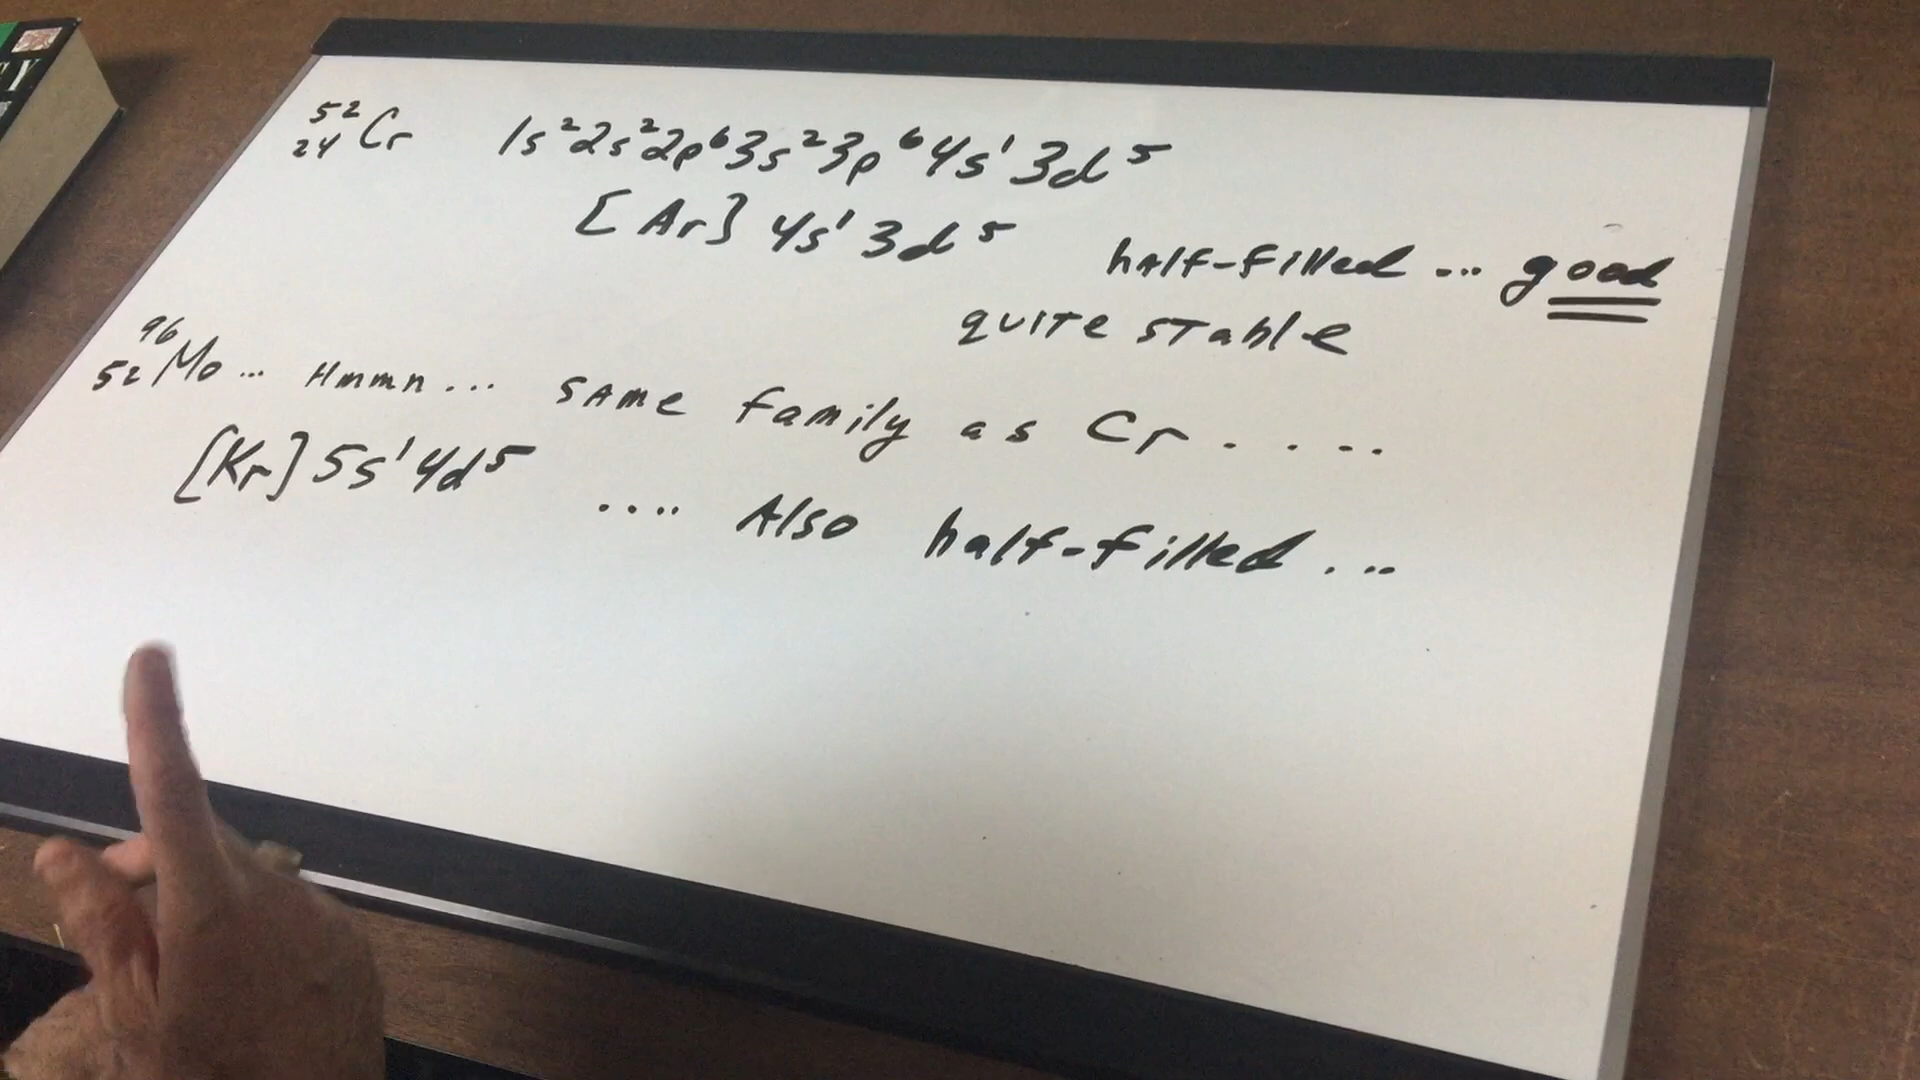 52
24 Cr 1s²2s²2p⁶3s²3p⁶4s¹3d⁵
[Ar] 4s¹3d⁵
half-filled ... good
quite stable
96
52 Mo ... Hmmn ... same family as Cr . . . .
[Kr] 5s¹4d⁵
.... Also half-filled ...